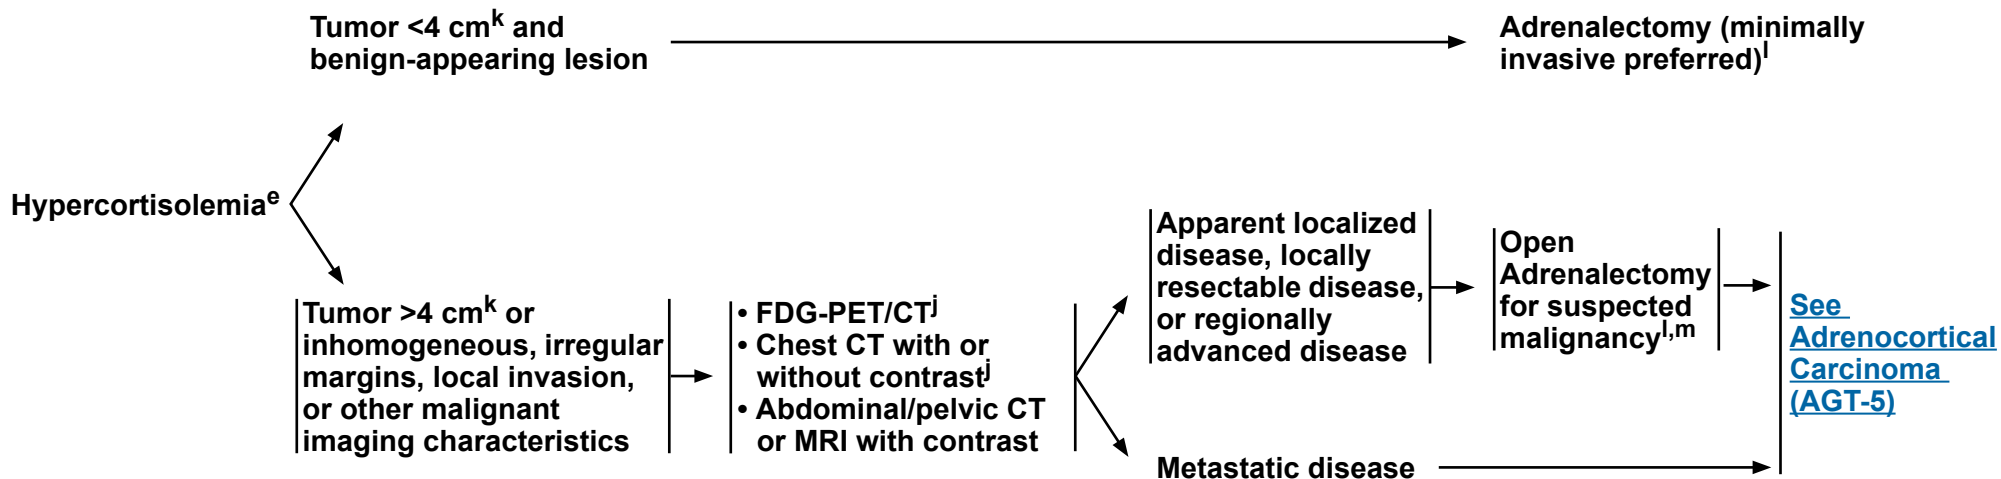 Tumor <4 cmᵏ and
benign-appearing lesion
Adrenalectomy (minimally
invasive preferred)ˡ
Hypercortisolemiaᵉ
Tumor >4 cmᵏ or
inhomogeneous, irregular
margins, local invasion,
or other malignant
imaging characteristics
• FDG-PET/CTʲ
• Chest CT with or
without contrastʲ
• Abdominal/pelvic CT
or MRI with contrast
Apparent localized
disease, locally
resectable disease,
or regionally
advanced disease
Open
Adrenalectomy
for suspected
malignancyˡ,ᵐ
Metastatic disease
See
Adrenocortical
Carcinoma
(AGT-5)